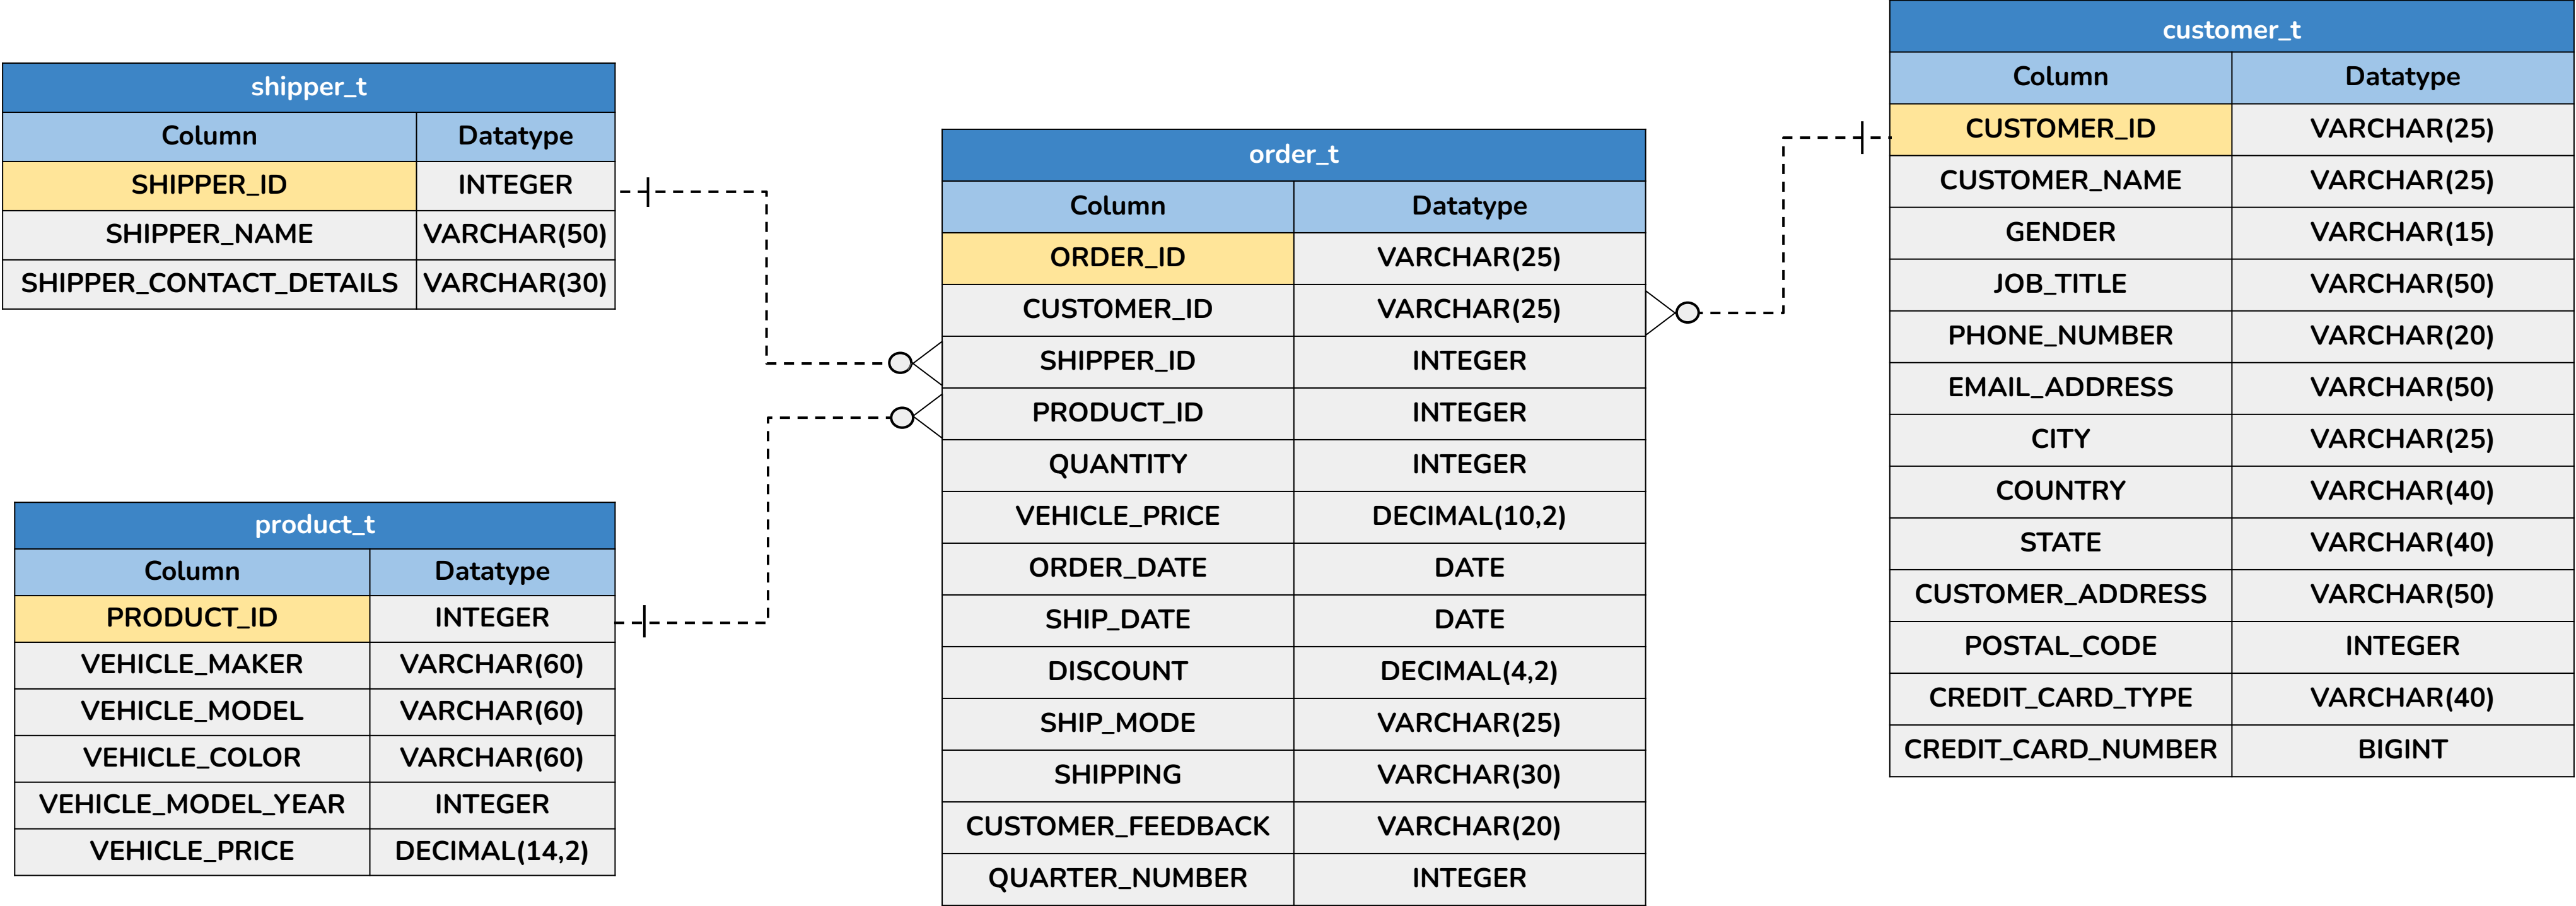 shipper_t
Column Datatype
SHIPPER_ID INTEGER
SHIPPER_NAME VARCHAR(50)
SHIPPER_CONTACT_DETAILS VARCHAR(30)
product_t
Column Datatype
PRODUCT_ID INTEGER
VEHICLE_MAKER VARCHAR(60)
VEHICLE_MODEL VARCHAR(60)
VEHICLE_COLOR VARCHAR(60)
VEHICLE_MODEL_YEAR INTEGER
VEHICLE_PRICE DECIMAL(14,2)
order_t
Column Datatype
ORDER_ID VARCHAR(25)
CUSTOMER_ID VARCHAR(25)
SHIPPER_ID INTEGER
PRODUCT_ID INTEGER
QUANTITY INTEGER
VEHICLE_PRICE DECIMAL(10,2)
ORDER_DATE DATE
SHIP_DATE DATE
DISCOUNT DECIMAL(4,2)
SHIP_MODE VARCHAR(25)
SHIPPING VARCHAR(30)
CUSTOMER_FEEDBACK VARCHAR(20)
QUARTER_NUMBER INTEGER
customer_t
Column Datatype
CUSTOMER_ID VARCHAR(25)
CUSTOMER_NAME VARCHAR(25)
GENDER VARCHAR(15)
JOB_TITLE VARCHAR(50)
PHONE_NUMBER VARCHAR(20)
EMAIL_ADDRESS VARCHAR(50)
CITY VARCHAR(25)
COUNTRY VARCHAR(40)
STATE VARCHAR(40)
CUSTOMER_ADDRESS VARCHAR(50)
POSTAL_CODE INTEGER
CREDIT_CARD_TYPE VARCHAR(40)
CREDIT_CARD_NUMBER BIGINT